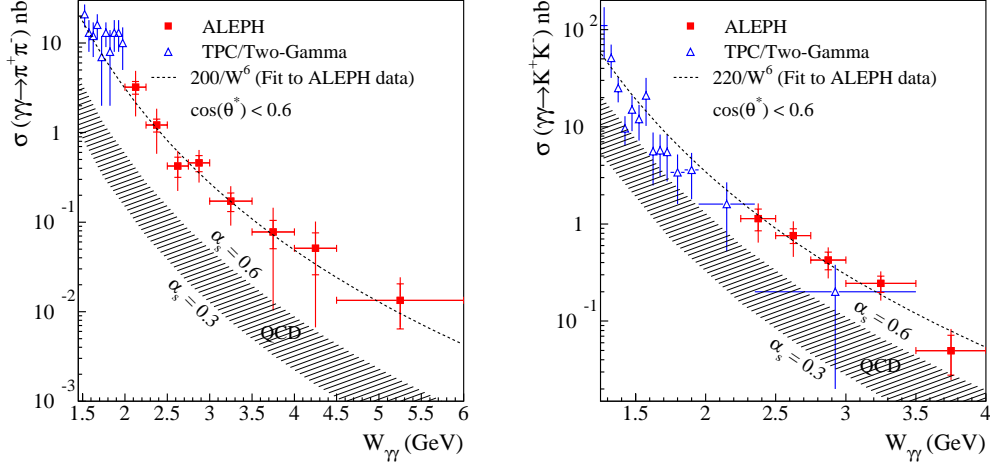 σ (γγ→π⁺π⁻) nb
10
1
10⁻¹
10⁻²
10⁻³
ALEPH
TPC/Two-Gamma
200/W⁶ (Fit to ALEPH data)
cos(θ*) < 0.6
αs = 0.6
αs = 0.3
QCD
1.5 2 2.5 3 3.5 4 4.5 5 5.5 6
Wγγ (GeV)
σ (γγ→K⁺K⁻) nb
10²
10
1
10⁻¹
ALEPH
TPC/Two-Gamma
220/W⁶ (Fit to ALEPH data)
cos(θ*) < 0.6
αs = 0.6
αs = 0.3
QCD
1.5 2 2.5 3 3.5 4
Wγγ (GeV)